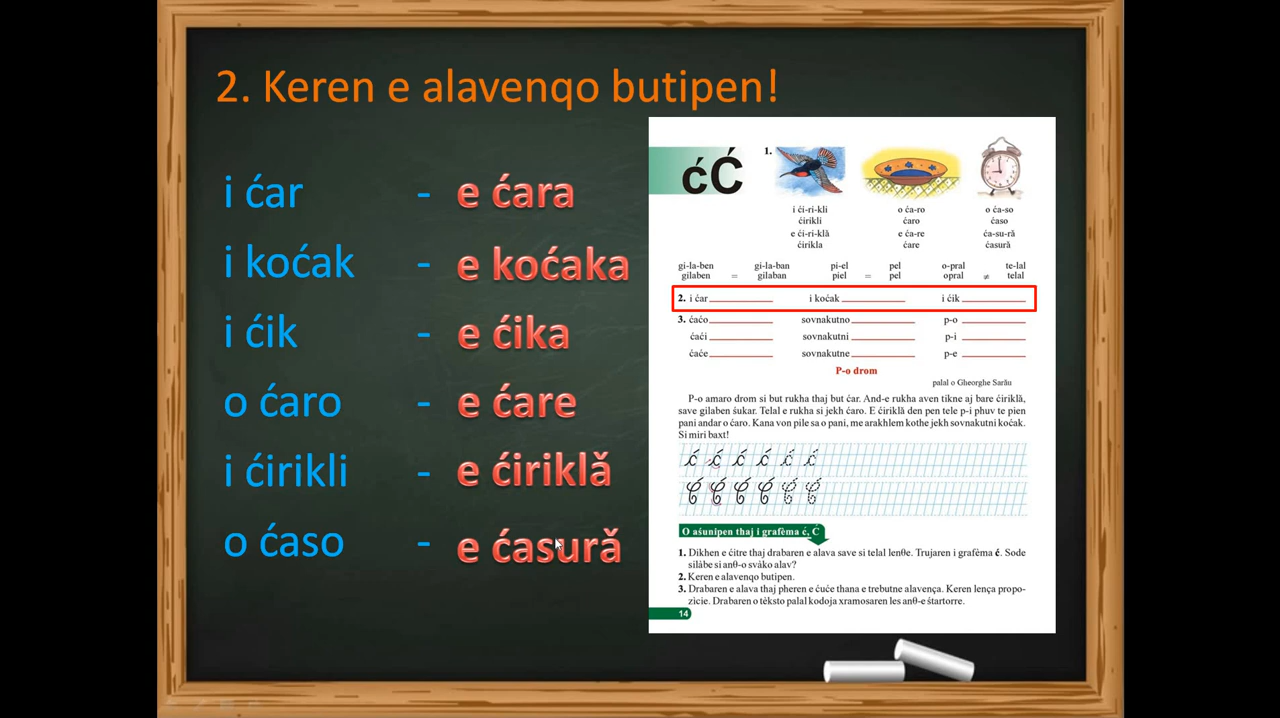 2. Keren e alavenqo butipen!
i ćar - e ćara
i koćak - e koćaka
i ćik - e ćika
o ćaro - e ćare
i ćirikli - e ćiriklă
o ćaso - e ćasură
ćĆ
1.
i ći-ri-kli o ća-ro o ća-so
ćirikli ćaro ćaso
e ći-ri-klă e ća-re ća-su-ră
ćirikla ćare ćasură
gi-la-ben gi-la-ban pi-el pel o-pral te-lal
gilaben = gilaban piel = pel opral ≠ telal
2. i ćar i koćak i ćik
3. ćaćo sovnakutno p-o
ćaći sovnakutni p-i
ćaće sovnakutne p-e
P-o drom
palal o Gheorghe Sarău
P-o amaro drom si but rukha thaj but ćar. And-e rukha aven tikne aj bare ćiriklă,
save gilaben śukar. Telal e rukha si jekh ćaro. E ćiriklă den pen tele p-i phuv te pien
pani andar o ćaro. Kana von pile sa o pani, me arakhlem kothe jekh sovnakutni koćak.
Si miri baxt!
ć ć ć ć ć ć
Ć Ć Ć Ć Ć Ć
O aśunipen thaj i grafèma ć, Ć
1. Dikhen e ćitre thaj drabaren e alava save si telal lenθe. Trujaren i grafèma ć. Sode
silàbe si anθ-o svàko alav?
2. Keren e alavenqo butipen.
3. Drabaren e alava thaj pheren e ćuće thana e trebutne alavença. Keren lença propo-
zìcie. Drabaren o tèksto palal kodoja xramosaren les anθ-e śtartorre.
14